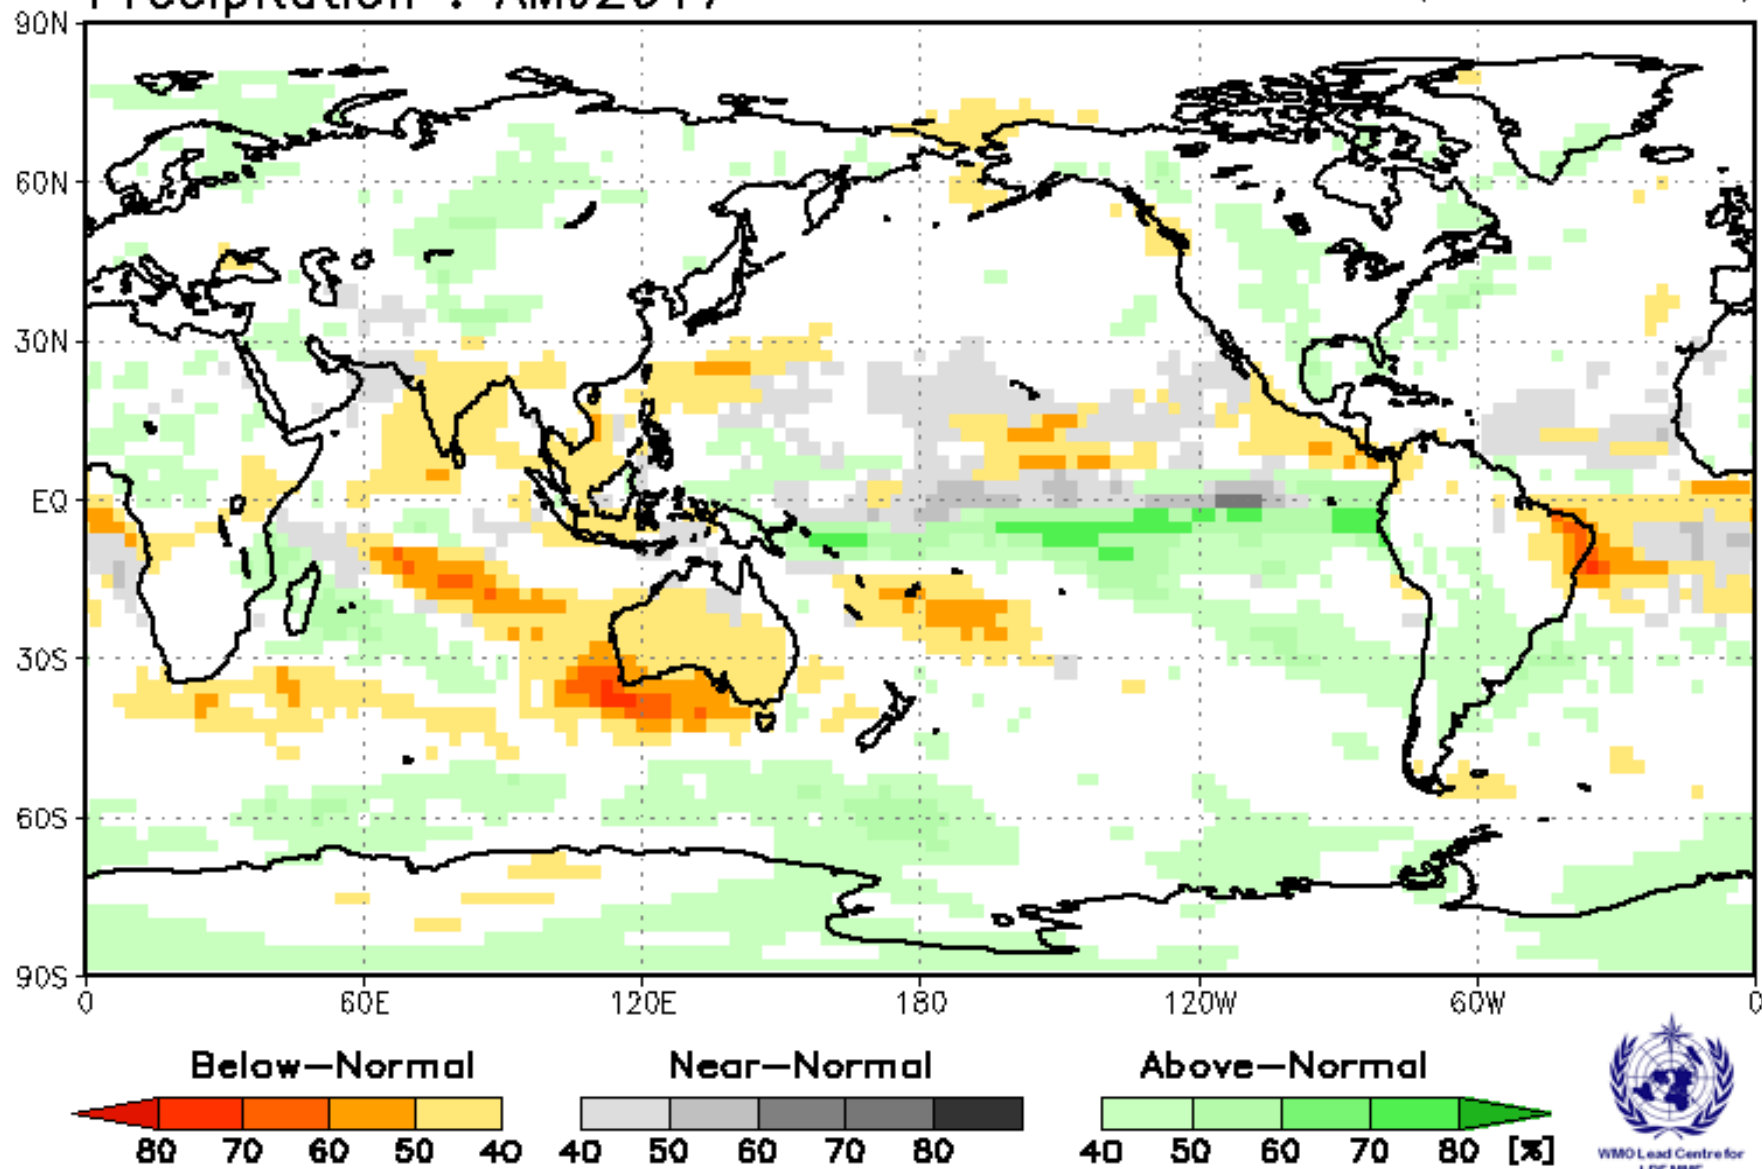 Precipitation : AMJ2017
90N
60N
30N
EQ
30S
60S
90S
0 60E 120E 180 120W 60W 0
Below-Normal Near-Normal Above-Normal
80 70 60 50 40 40 50 60 70 80 40 50 60 70 80 [%]
WMO Lead Centre for